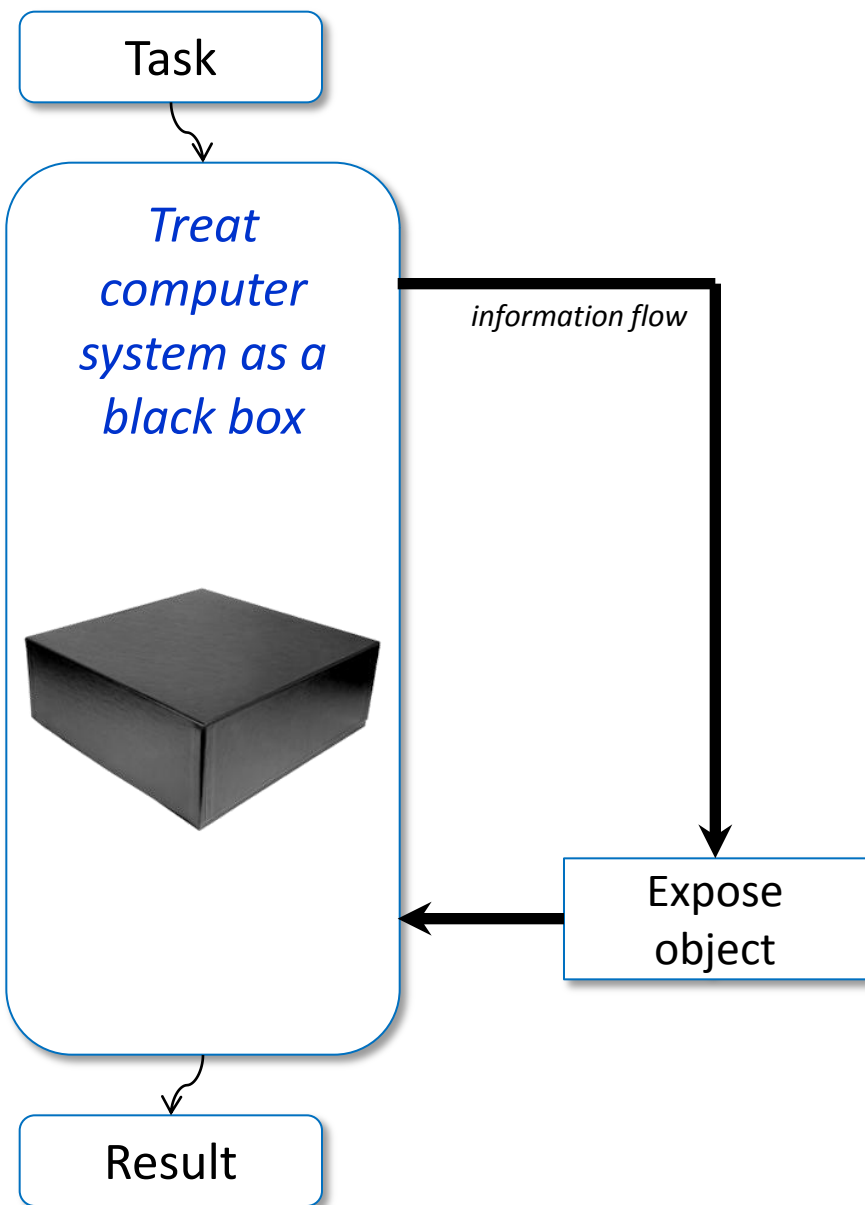 Task
Treat
computer
system as a
black box
information flow
Expose
object
Result